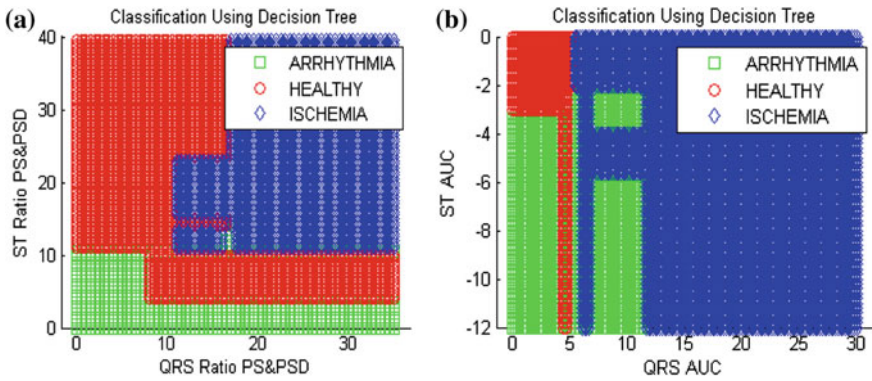 (a)
Classification Using Decision Tree
40
30
20
10
0
ST Ratio PS&PSD
ARRHYTHMIA
HEALTHY
ISCHEMIA
0 10 20 30
QRS Ratio PS&PSD
(b)
Classification Using Decision Tree
0
-2
-4
-6
-8
-10
-12
ST AUC
ARRHYTHMIA
HEALTHY
ISCHEMIA
0 5 10 15 20 25 30
QRS AUC